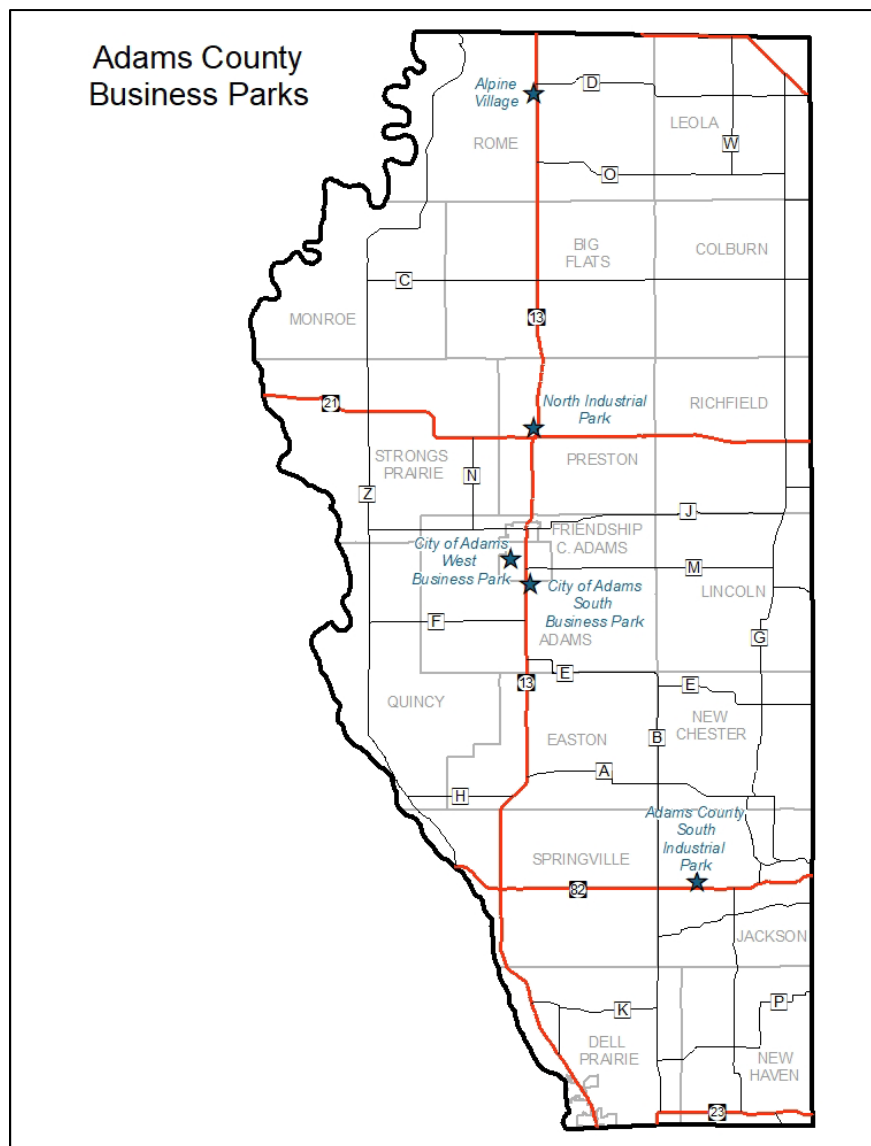 Adams County
Business Parks
Alpine
Village
D
LEOLA
ROME
W
O
BIG
FLATS
COLBURN
C
MONROE
13
North Industrial
Park
RICHFIELD
21
STRONGS
PRAIRIE
PRESTON
N
Z
J
FRIENDSHIP
C. ADAMS
City of Adams
West
Business Park
M
City of Adams
South
Business Park
LINCOLN
F
ADAMS
G
E
E
13
QUINCY
NEW
CHESTER
EASTON
B
A
H
Adams County
South
Industrial
Park
SPRINGVILLE
82
JACKSON
K
P
DELL
PRAIRIE
NEW
HAVEN
23